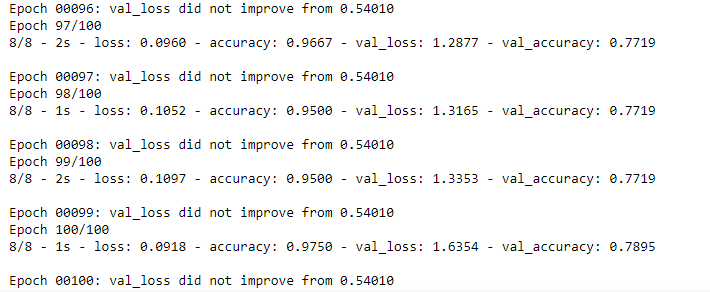 Epoch 00096: val_loss did not improve from 0.54010
Epoch 97/100
8/8 - 2s - loss: 0.0960 - accuracy: 0.9667 - val_loss: 1.2877 - val_accuracy: 0.7719
Epoch 00097: val_loss did not improve from 0.54010
Epoch 98/100
8/8 - 1s - loss: 0.1052 - accuracy: 0.9500 - val_loss: 1.3165 - val_accuracy: 0.7719
Epoch 00098: val_loss did not improve from 0.54010
Epoch 99/100
8/8 - 2s - loss: 0.1097 - accuracy: 0.9500 - val_loss: 1.3353 - val_accuracy: 0.7719
Epoch 00099: val_loss did not improve from 0.54010
Epoch 100/100
8/8 - 1s - loss: 0.0918 - accuracy: 0.9750 - val_loss: 1.6354 - val_accuracy: 0.7895
Epoch 00100: val_loss did not improve from 0.54010